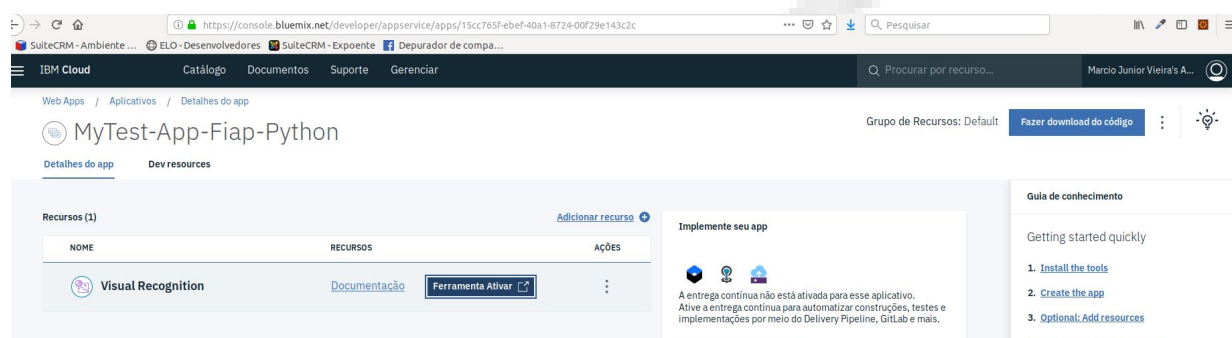 https://console.bluemix.net/developer/appservice/apps/15cc765f-ebef-40a1-8724-00f29e143c2c
Pesquisar
SuiteCRM - Ambiente ... ELO - Desenvolvedores SuiteCRM - Expoente Depurador de compa...
IBM Cloud Catálogo Documentos Suporte Gerenciar Procurar por recurso... Marcio Junior Vieira's A...
Web Apps / Aplicativos / Detalhes do app
MyTest-App-Fiap-Python
Grupo de Recursos: Default Fazer download do código
Detalhes do app Dev resources
Recursos (1) Adicionar recurso
NOME RECURSOS AÇÕES
Visual Recognition Documentação Ferramenta Ativar
Implemente seu app
A entrega contínua não está ativada para esse aplicativo.
Ative a entrega contínua para automatizar construções, testes e
implementações por meio do Delivery Pipeline, GitLab e mais.
Guia de conhecimento
Getting started quickly
1. Install the tools
2. Create the app
3. Optional: Add resources